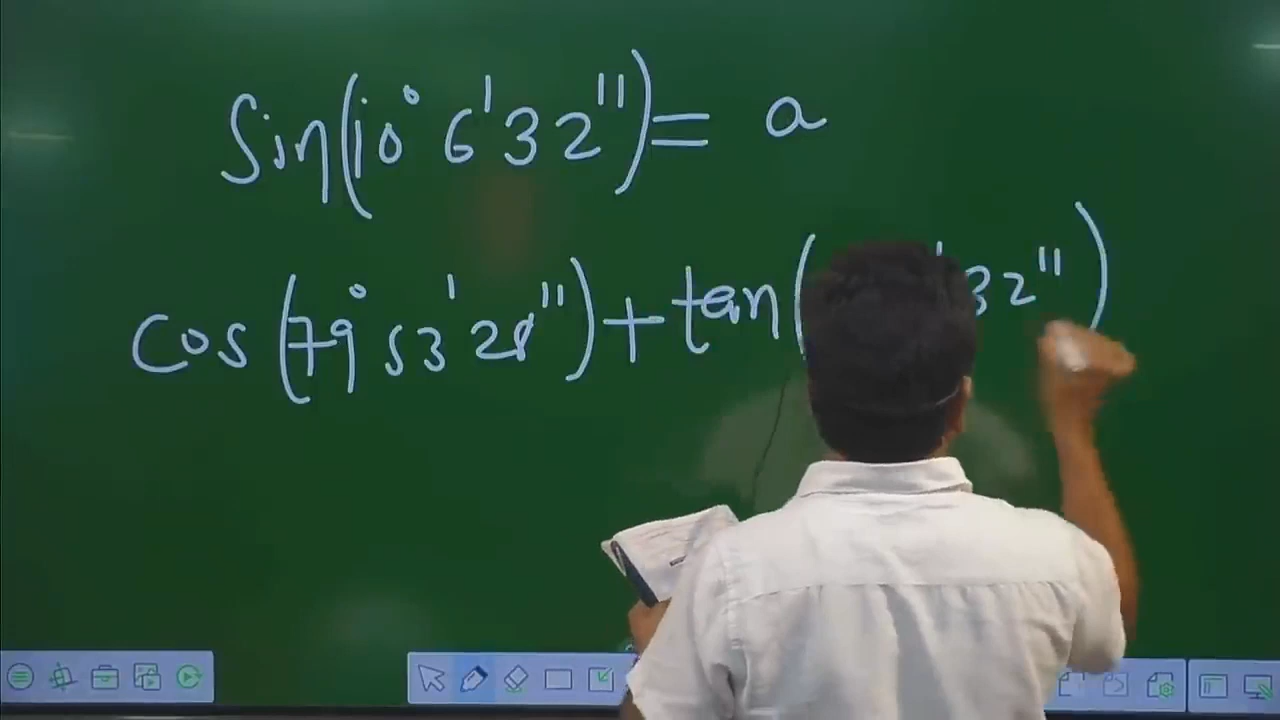 Sin(10° 6' 32") = a
cos (79° 53' 28") + tan ( ' 32")